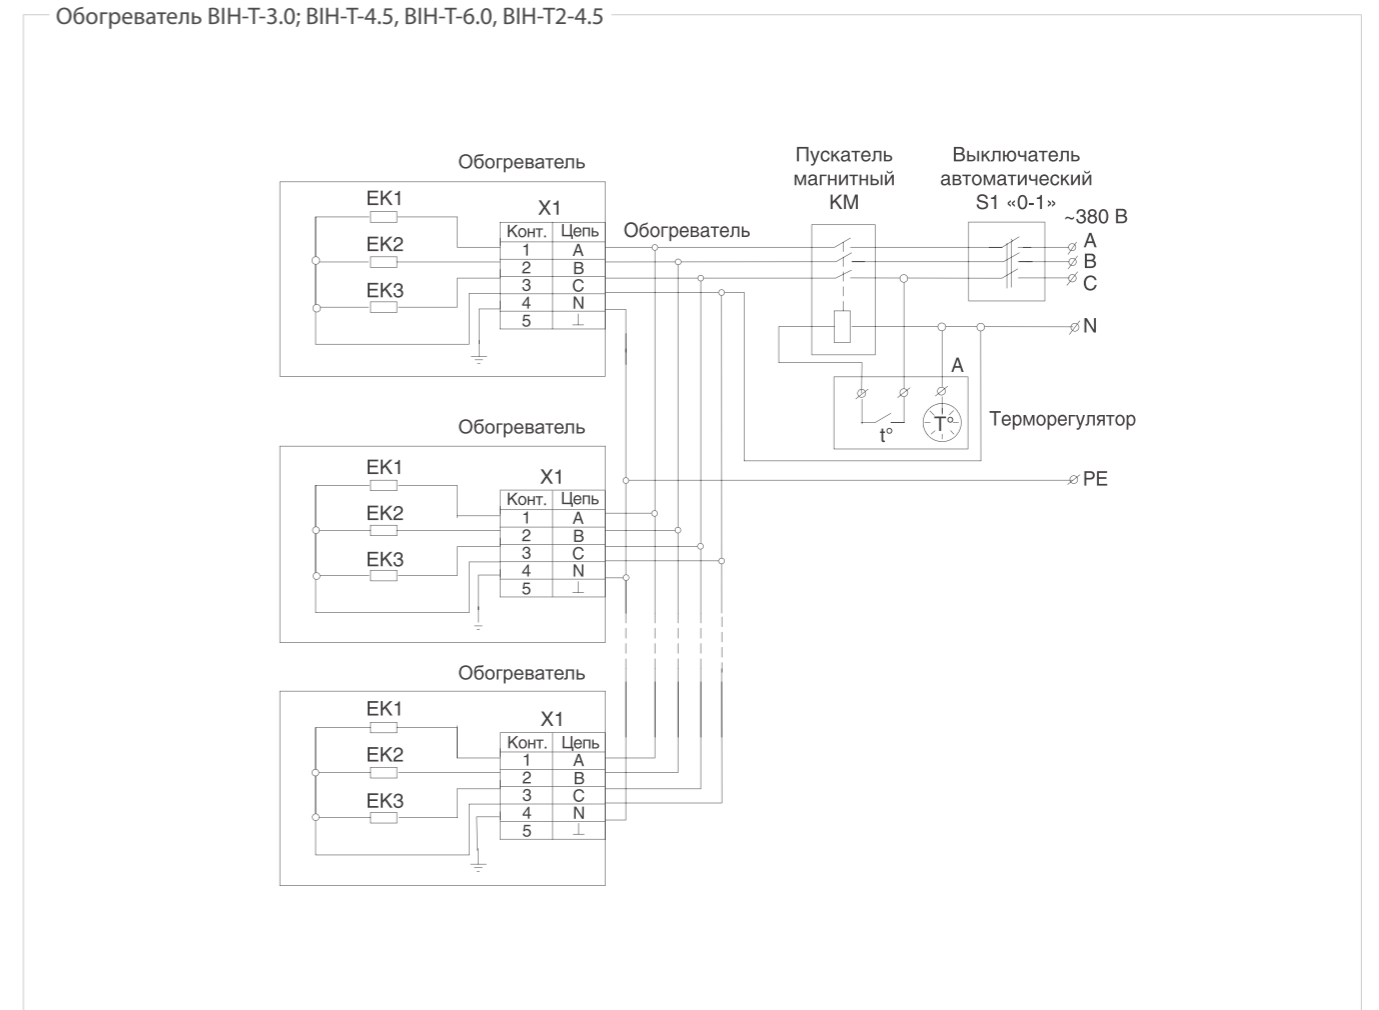 Обогреватель BIH-T-3.0; BIH-T-4.5, BIH-T-6.0, BIH-T2-4.5
Обогреватель
EK1
EK2
EK3
X1
Конт. Цепь
1 A
2 B
3 C
4 N
5 ⊥
Обогреватель
Пускатель
магнитный
КМ
Выключатель
автоматический
S1 «0-1»
~380 В
A
B
C
N
A
t°
T°
Терморегулятор
PE
Обогреватель
EK1
EK2
EK3
X1
Конт. Цепь
1 A
2 B
3 C
4 N
5 ⊥
Обогреватель
EK1
EK2
EK3
X1
Конт. Цепь
1 A
2 B
3 C
4 N
5 ⊥